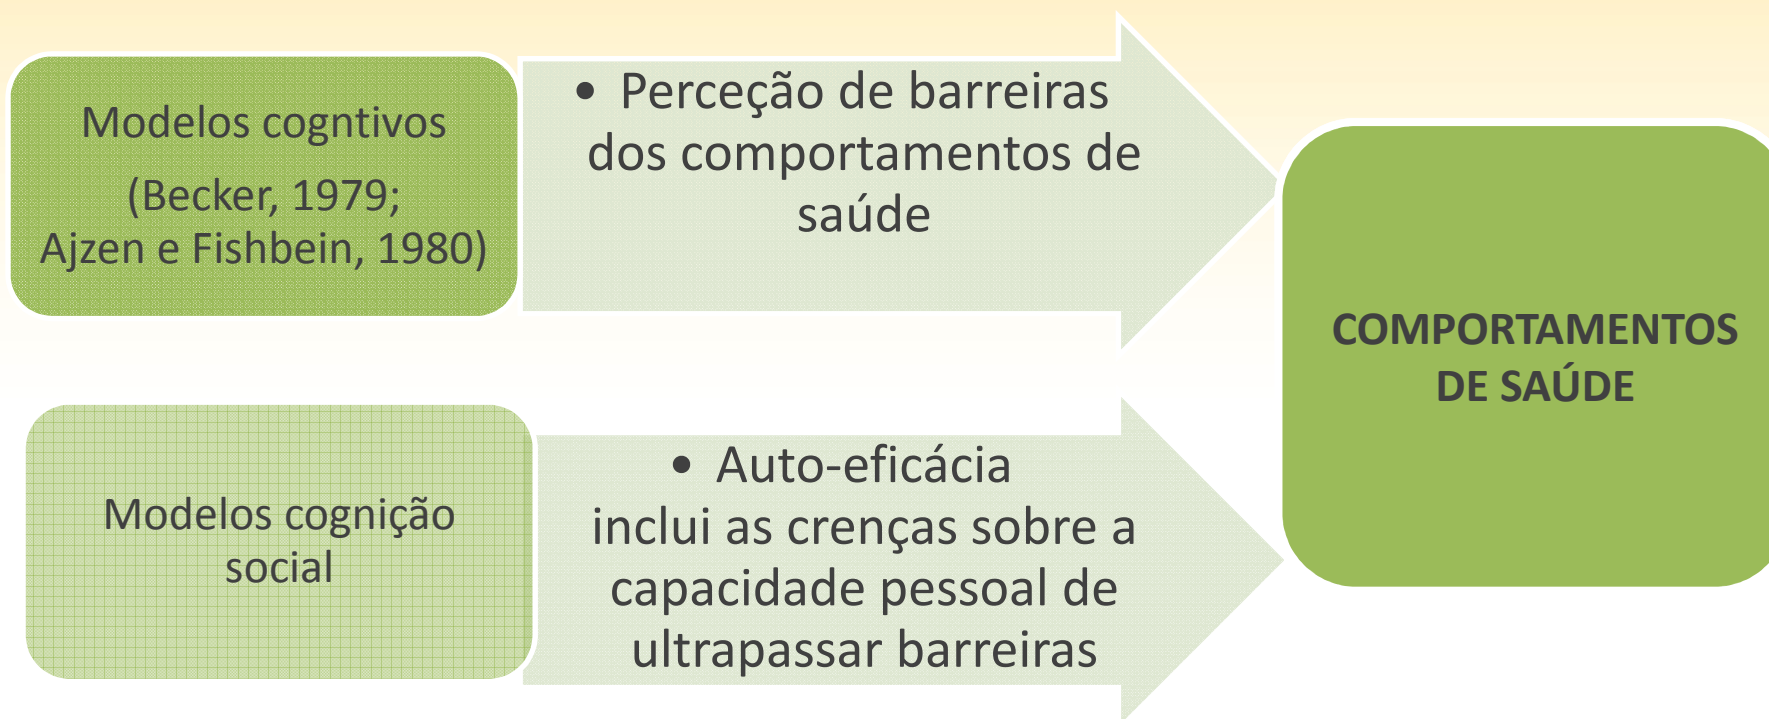 Modelos cogntivos
(Becker, 1979;
Ajzen e Fishbein, 1980)
• Perceção de barreiras
dos comportamentos de
saúde
Modelos cognição
social
• Auto-eficácia
inclui as crenças sobre a
capacidade pessoal de
ultrapassar barreiras
COMPORTAMENTOS
DE SAÚDE